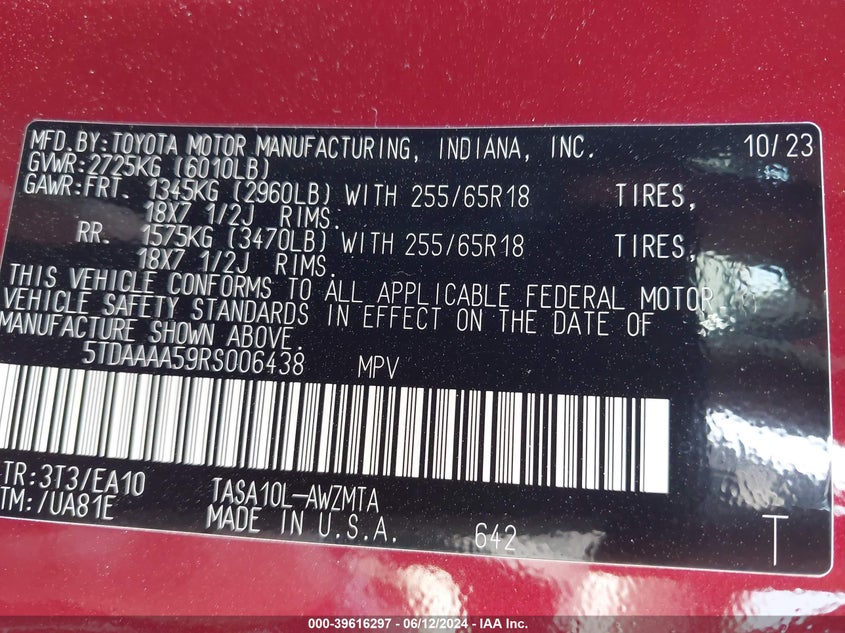 MFD.BY:TOYOTA MOTOR MANUFACTURING, INDIANA, INC. 10/23
GVWR:2725KG (6010LB)
GAWR:FRT. 1345KG (2960LB) WITH 255/65R18 TIRES,
18X7 1/2J RIMS.
RR. 1575KG (3470LB) WITH 255/65R18 TIRES,
18X7 1/2J RIMS.
THIS VEHICLE CONFORMS TO ALL APPLICABLE FEDERAL MOTOR
VEHICLE SAFETY STANDARDS IN EFFECT ON THE DATE OF
MANUFACTURE SHOWN ABOVE.
5TDAAAA59RS006438 MPV
TR:3T3/EA10 TASA10L-AWZMTA
TM:/UA81E MADE IN U.S.A. 642 T
000-39616297 - 06/12/2024 - IAA Inc.